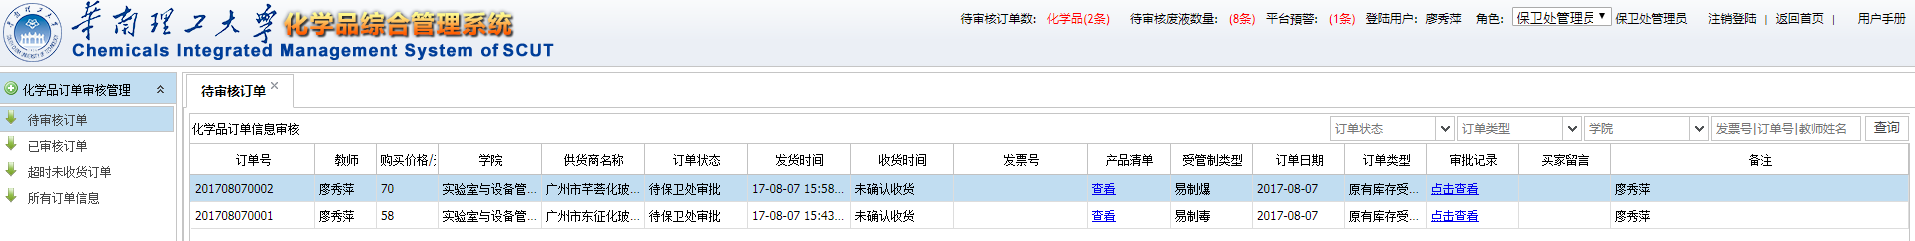 華南理工大學 化学品综合管理系统
Chemicals Integrated Management System of SCUT
待审核订单数: 化学品(2条) 待审核废液数量: (8条) 平台预警: (1条) 登陆用户: 廖秀萍 角色: 保卫处管理员 保卫处管理员 注销登陆 | 返回首页 | 用户手册
化学品订单审核管理
待审核订单
已审核订单
超时未收货订单
所有订单信息
待审核订单
化学品订单信息审核 订单状态 订单类型 学院 发票号|订单号|教师姓名 查询
订单号 教师 购买价格/ 学院 供货商名称 订单状态 发货时间 收货时间 发票号 产品清单 受管制类型 订单日期 订单类型 审批记录 买家留言 备注
201708070002 廖秀萍 70 实验室与设备管... 广州市芊荟化玻... 待保卫处审批 17-08-07 15:58... 未确认收货 查看 易制爆 2017-08-07 原有库存受... 点击查看 廖秀萍
201708070001 廖秀萍 58 实验室与设备管... 广州市东征化玻... 待保卫处审批 17-08-07 15:43... 未确认收货 查看 易制毒 2017-08-07 原有库存受... 点击查看 廖秀萍